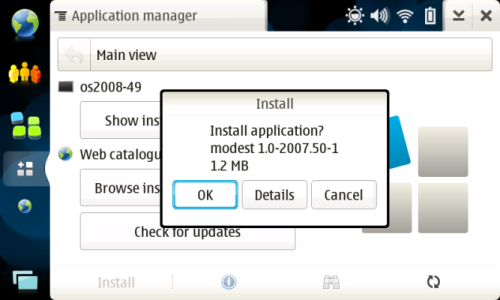 Application manager
Main view
os2008-49
Show ins
Web catalogu
Browse ins
Check for updates
Install
Install application?
modest 1.0-2007.50-1
1.2 MB
OK
Details
Cancel
Install